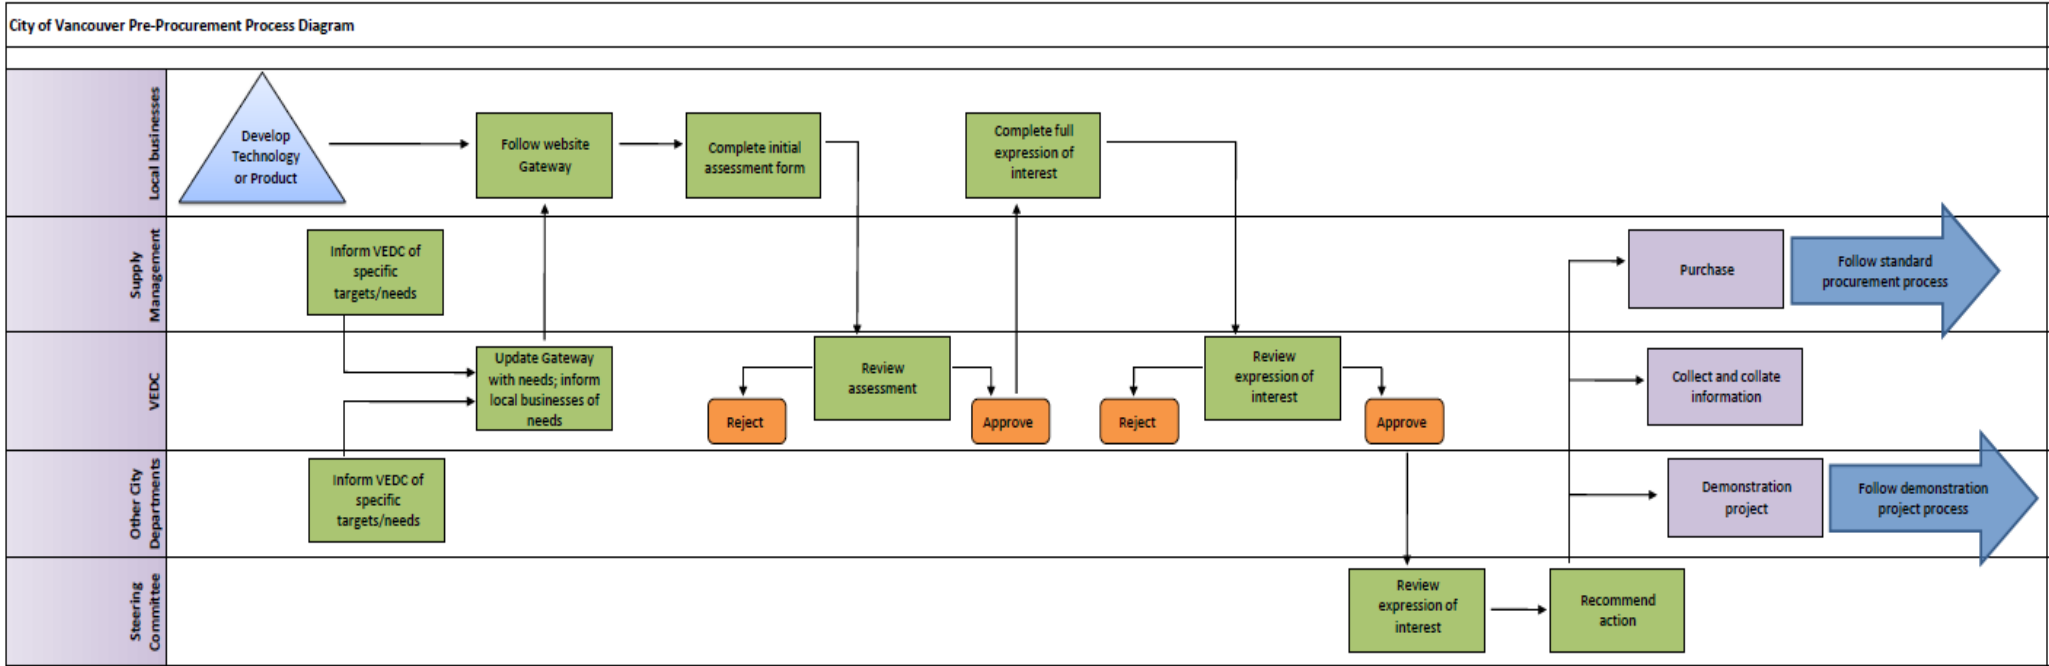 City of Vancouver Pre-Procurement Process Diagram
Local businesses
Develop
Technology
or Product
Follow website
Gateway
Complete initial
assessment form
Complete full
expression of
interest
Supply
Management
Inform VEDC of
specific
targets/needs
Purchase
Follow standard
procurement process
VEDC
Update Gateway
with needs; inform
local businesses of
needs
Review
assessment
Reject
Approve
Review
expression of
interest
Reject
Approve
Collect and collate
information
Other City
Departments
Inform VEDC of
specific
targets/needs
Demonstration
project
Follow demonstration
project process
Steering
Committee
Review
expression of
interest
Recommend
action